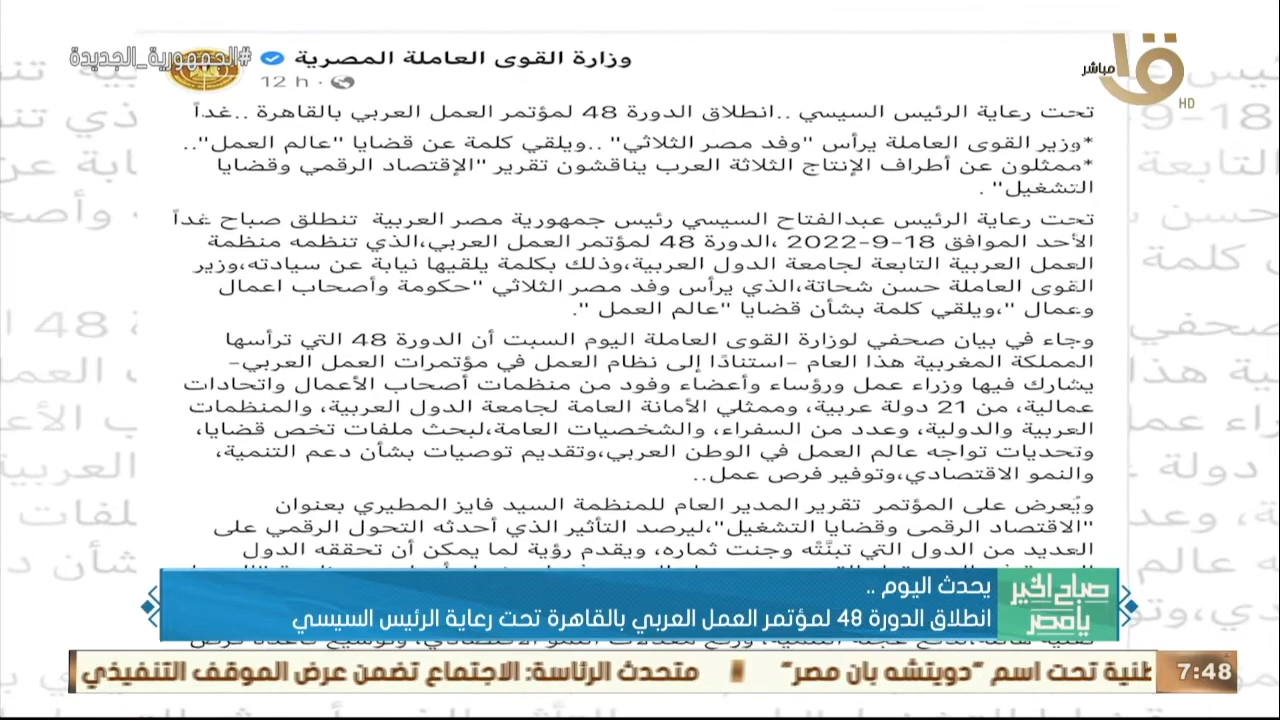 #الجمهورية_الجديدة
مباشر
HD
وزارة القوى العاملة المصرية
12 h ·
تحت رعاية الرئيس السيسي ..انطلاق الدورة 48 لمؤتمر العمل العربي بالقاهرة ..غداً
*وزير القوى العاملة يرأس "وفد مصر الثلاثي" ..ويلقي كلمة عن قضايا "عالم العمل"..
*ممثلون عن أطراف الإنتاج الثلاثة العرب يناقشون تقرير "الإقتصاد الرقمي وقضايا
التشغيل" .
تحت رعاية الرئيس عبدالفتاح السيسي رئيس جمهورية مصر العربية تنطلق صباح غداً
الأحد الموافق 18-9-2022 ،الدورة 48 لمؤتمر العمل العربي،الذي تنظمه منظمة
العمل العربية التابعة لجامعة الدول العربية،وذلك بكلمة يلقيها نيابة عن سيادته،وزير
القوى العاملة حسن شحاتة،الذي يرأس وفد مصر الثلاثي "حكومة وأصحاب اعمال
وعمال "،ويلقي كلمة بشأن قضايا "عالم العمل ".
وجاء في بيان صحفي لوزارة القوى العاملة اليوم السبت أن الدورة 48 التي ترأسها
المملكة المغربية هذا العام -استنادًا إلى نظام العمل في مؤتمرات العمل العربي-
يشارك فيها وزراء عمل ورؤساء وأعضاء وفود من منظمات أصحاب الأعمال واتحادات
عمالية، من 21 دولة عربية، وممثلي الأمانة العامة لجامعة الدول العربية، والمنظمات
العربية والدولية، وعدد من السفراء، والشخصيات العامة،لبحث ملفات تخص قضايا،
وتحديات تواجه عالم العمل في الوطن العربي،وتقديم توصيات بشأن دعم التنمية،
والنمو الاقتصادي،وتوفير فرص عمل..
ويُعرض على المؤتمر تقرير المدير العام للمنظمة السيد فايز المطيري بعنوان
"الاقتصاد الرقمى وقضايا التشغيل"،ليرصد التأثير الذي أحدثه التحول الرقمي على
العديد من الدول التي تبنَّتْه وجنت ثماره، ويقدم رؤية لما يمكن أن تحققه الدول
صباح الخير يا مصر
يحدث اليوم ..
انطلاق الدورة 48 لمؤتمر العمل العربي بالقاهرة تحت رعاية الرئيس السيسي
7:48
طنية تحت اسم "دويتشه بان مصر" متحدث الرئاسة: الاجتماع تضمن عرض الموقف التنفيذي